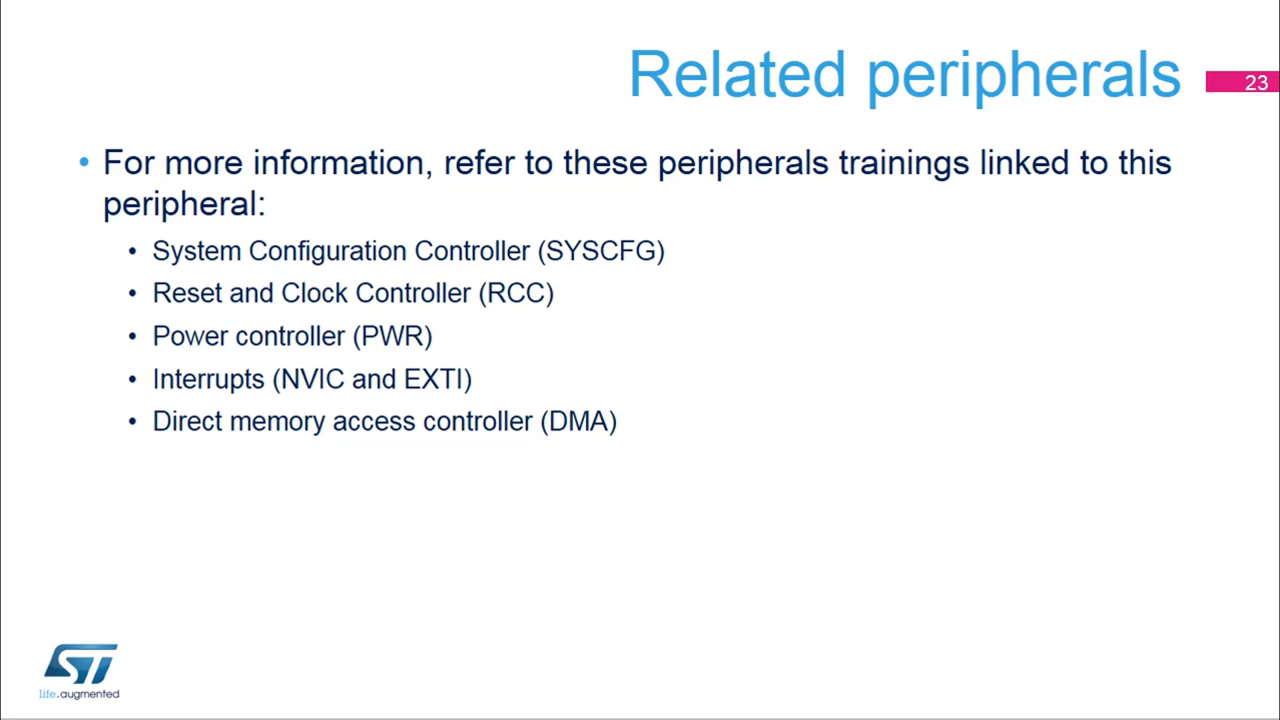 Related peripherals
23
• For more information, refer to these peripherals trainings linked to this
peripheral:
• System Configuration Controller (SYSCFG)
• Reset and Clock Controller (RCC)
• Power controller (PWR)
• Interrupts (NVIC and EXTI)
• Direct memory access controller (DMA)
ST
life.augmented